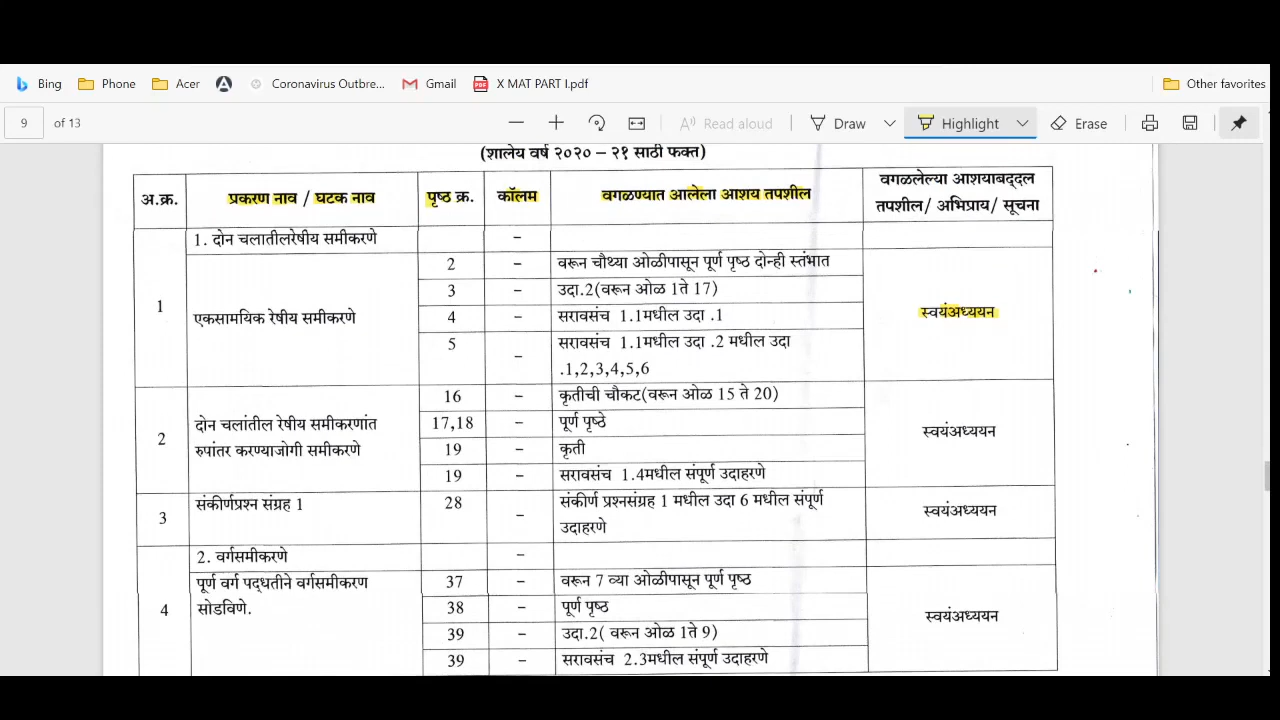 Bing Phone Acer Coronavirus Outbre... Gmail X MAT PART I.pdf Other favorites
9 of 13 Read aloud Draw Highlight Erase
(शालेय वर्ष २०२० – २१ साठी फक्त)
अ.क्र. प्रकरण नाव / घटक नाव पृष्ठ क्र. कॉलम वगळण्यात आलेला आशय तपशील वगळलेल्या आशयाबद्दल
तपशील/ अभिप्राय/ सूचना
1. दोन चलातीलरेषीय समीकरणे –
1 एकसामयिक रेषीय समीकरणे 2 – वरून चौथ्या ओळीपासून पूर्ण पृष्ठ दोन्ही स्तंभात स्वयंअध्ययन
3 – उदा.2(वरून ओळ 1ते 17)
4 – सरावसंच 1.1मधील उदा .1
5 – सरावसंच 1.1मधील उदा .2 मधील उदा
.1,2,3,4,5,6
2 दोन चलांतील रेषीय समीकरणांत 16 – कृतीची चौकट(वरून ओळ 15 ते 20) स्वयंअध्ययन
रुपांतर करण्याजोगी समीकरणे 17,18 – पूर्ण पृष्ठे
19 – कृती
19 – सरावसंच 1.4मधील संपूर्ण उदाहरणे
3 संकीर्णप्रश्न संग्रह 1 28 – संकीर्ण प्रश्नसंग्रह 1 मधील उदा 6 मधील संपूर्ण स्वयंअध्ययन
उदाहरणे
2. वर्गसमीकरणे –
4 पूर्ण वर्ग पद्धतीने वर्गसमीकरण 37 – वरून 7 व्या ओळीपासून पूर्ण पृष्ठ स्वयंअध्ययन
सोडविणे. 38 – पूर्ण पृष्ठ
39 – उदा.2( वरून ओळ 1ते 9)
39 – सरावसंच 2.3मधील संपूर्ण उदाहरणे